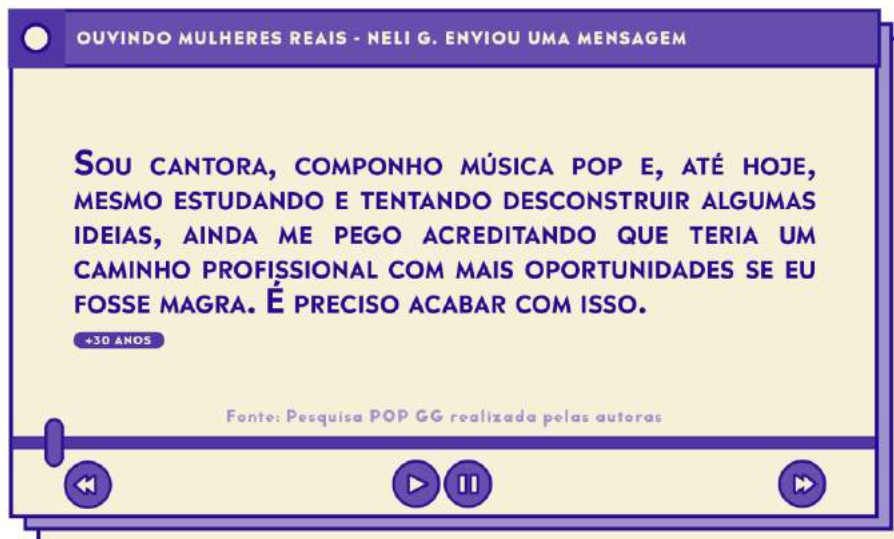 OUVINDO MULHERES REAIS - NELI G. ENVIOU UMA MENSAGEM
SOU CANTORA, COMPONHO MÚSICA POP E, ATÉ HOJE,
MESMO ESTUDANDO E TENTANDO DESCONSTRUIR ALGUMAS
IDEIAS, AINDA ME PEGO ACREDITANDO QUE TERIA UM
CAMINHO PROFISSIONAL COM MAIS OPORTUNIDADES SE EU
FOSSE MAGRA. É PRECISO ACABAR COM ISSO.
+30 ANOS
Fonte: Pesquisa POP GG realizada pelas autoras